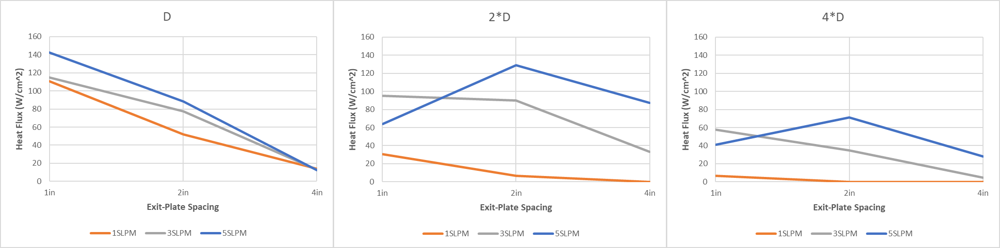 D
160
140
120
100
80
60
40
20
0
Heat Flux (W/cm^2)
1in 2in 4in
Exit-Plate Spacing
1SLPM 3SLPM 5SLPM
2*D
160
140
120
100
80
60
40
20
0
Heat Flux (W/cm^2)
1in 2in 4in
Exit-Plate Spacing
1SLPM 3SLPM 5SLPM
4*D
160
140
120
100
80
60
40
20
0
Heat Flux (W/cm^2)
1in 2in 4in
Exit-Plate Spacing
1SLPM 3SLPM 5SLPM